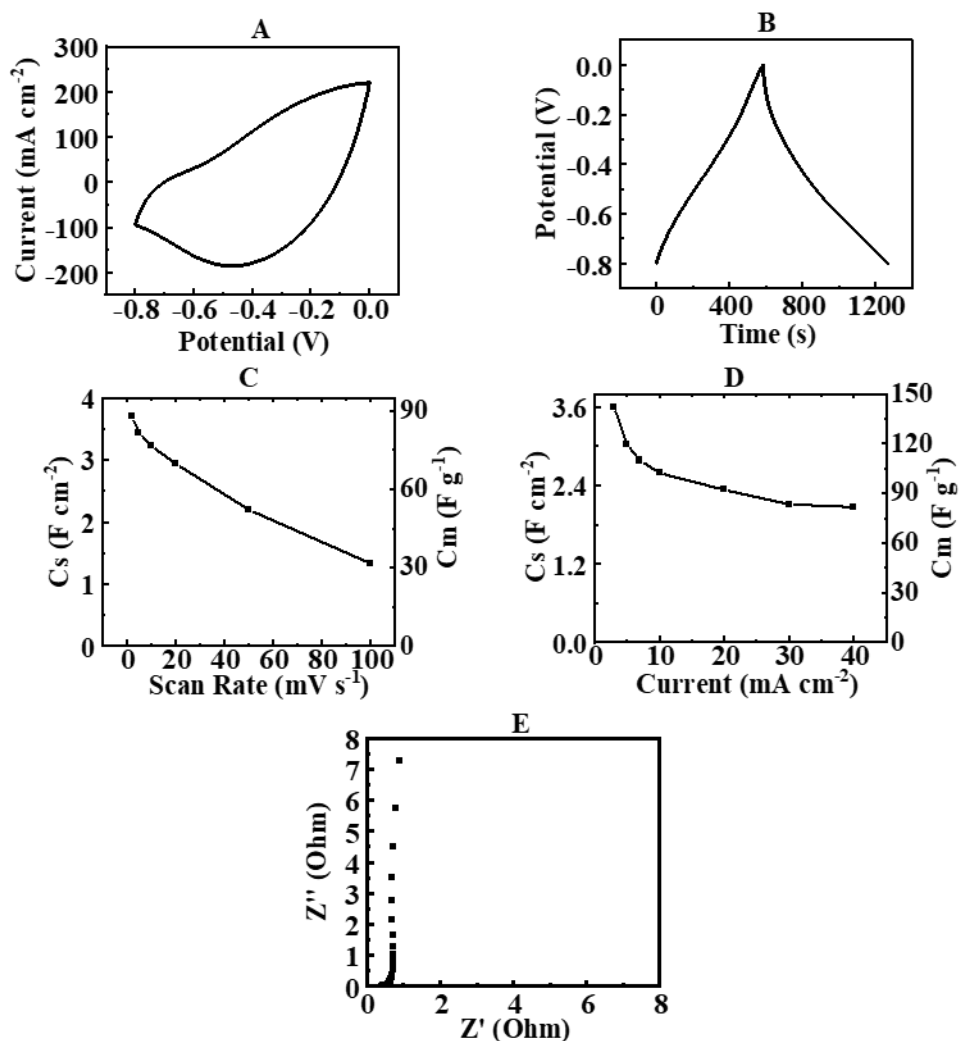 A
Current (mA cm-2)
300
200
100
0
-100
-200
-0.8 -0.6 -0.4 -0.2 0.0
Potential (V)
B
Potential (V)
0.0
-0.2
-0.4
-0.6
-0.8
0 400 800 1200
Time (s)
C
Cs (F cm-2)
4
3
2
1
0
Cm (F g-1)
90
60
30
0
0 20 40 60 80 100
Scan Rate (mV s-1)
D
Cs (F cm-2)
3.6
2.4
1.2
0.0
Cm (F g-1)
150
120
90
60
30
0
0 10 20 30 40
Current (mA cm-2)
E
Z'' (Ohm)
8
7
6
5
4
3
2
1
0
0 2 4 6 8
Z' (Ohm)